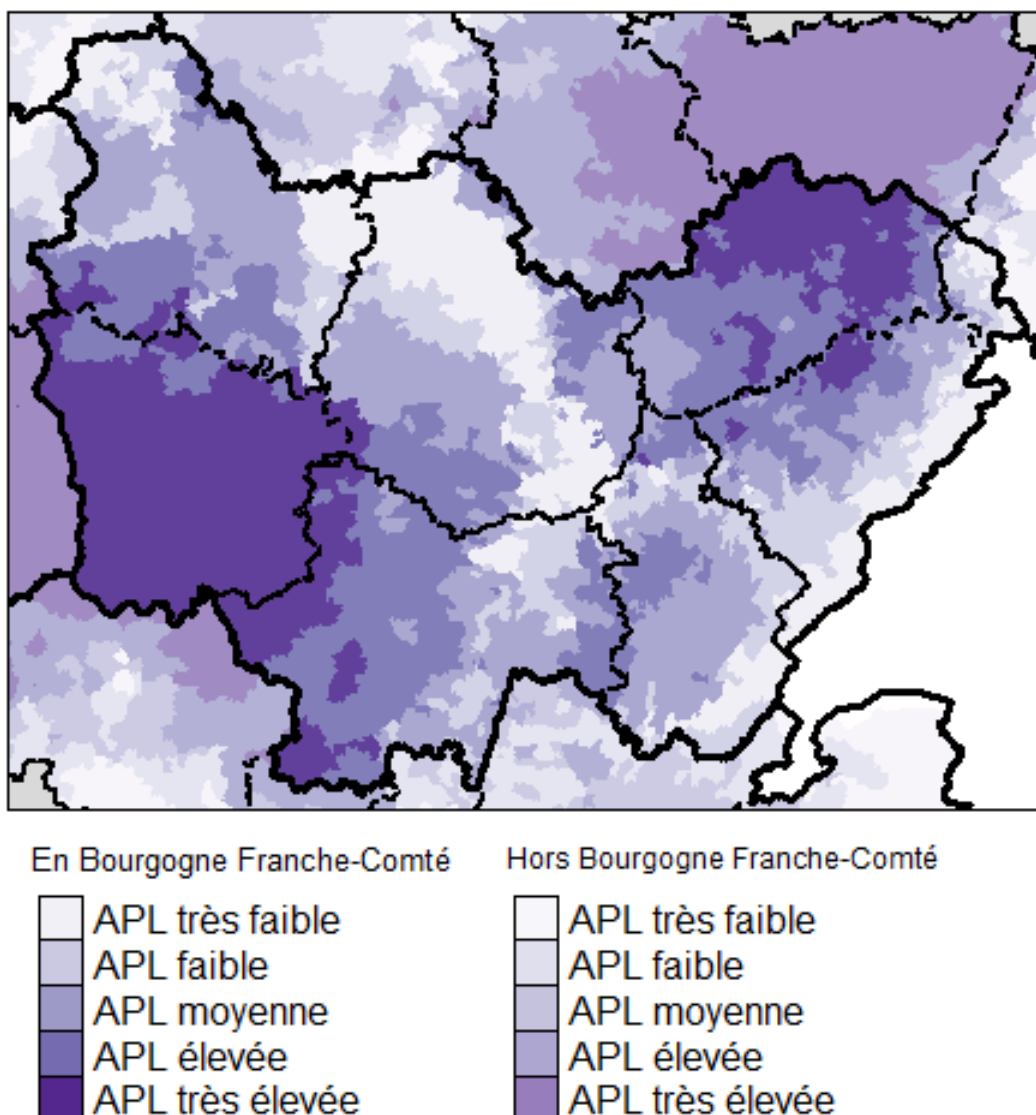 En Bourgogne Franche-Comté
APL très faible
APL faible
APL moyenne
APL élevée
APL très élevée
Hors Bourgogne Franche-Comté
APL très faible
APL faible
APL moyenne
APL élevée
APL très élevée